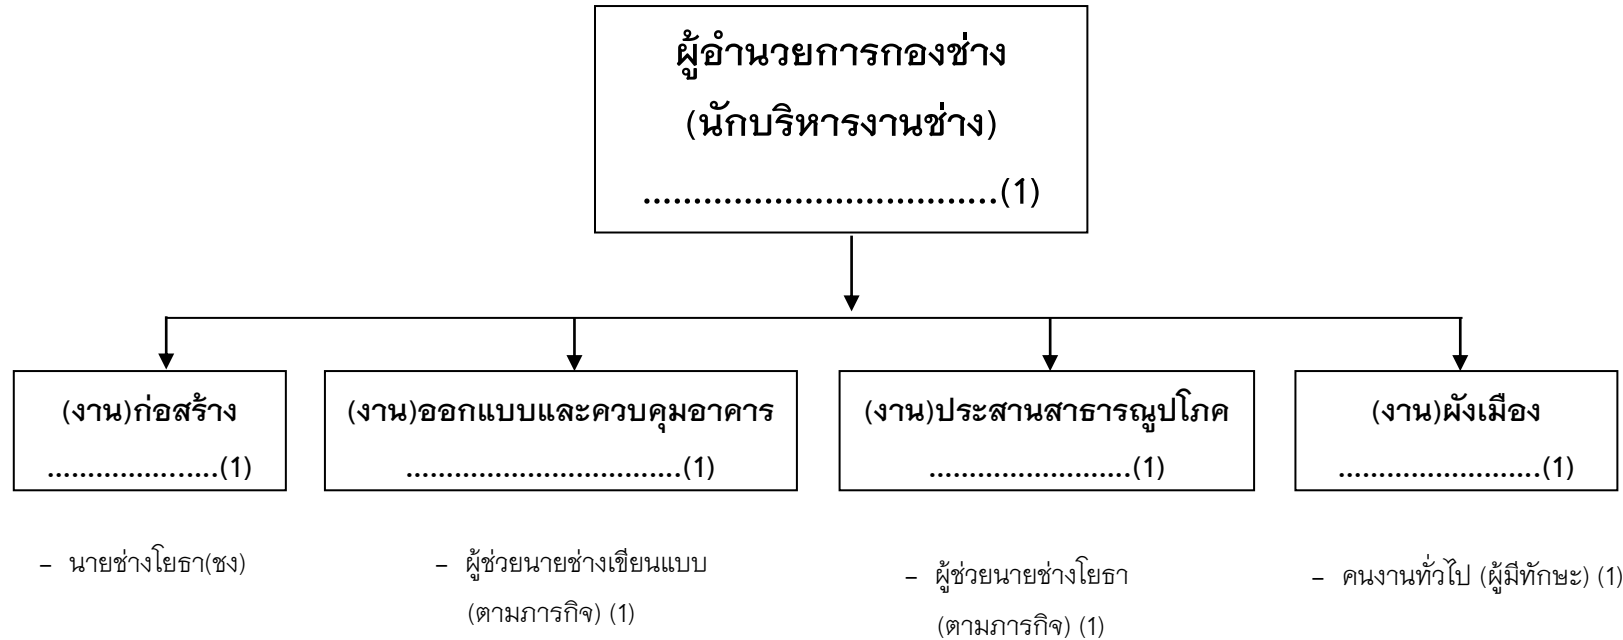 ผู้อำนวยการกองช่าง
(นักบริหารงานช่าง)
...................................(1)
(งาน)ก่อสร้าง
.....................(1)
(งาน)ออกแบบและควบคุมอาคาร
..................................(1)
(งาน)ประสานสาธารณูปโภค
.........................(1)
(งาน)ผังเมือง
.........................(1)
– นายช่างโยธา(ชง)
– ผู้ช่วยนายช่างเขียนแบบ
(ตามภารกิจ) (1)
– ผู้ช่วยนายช่างโยธา
(ตามภารกิจ) (1)
– คนงานทั่วไป (ผู้มีทักษะ) (1)